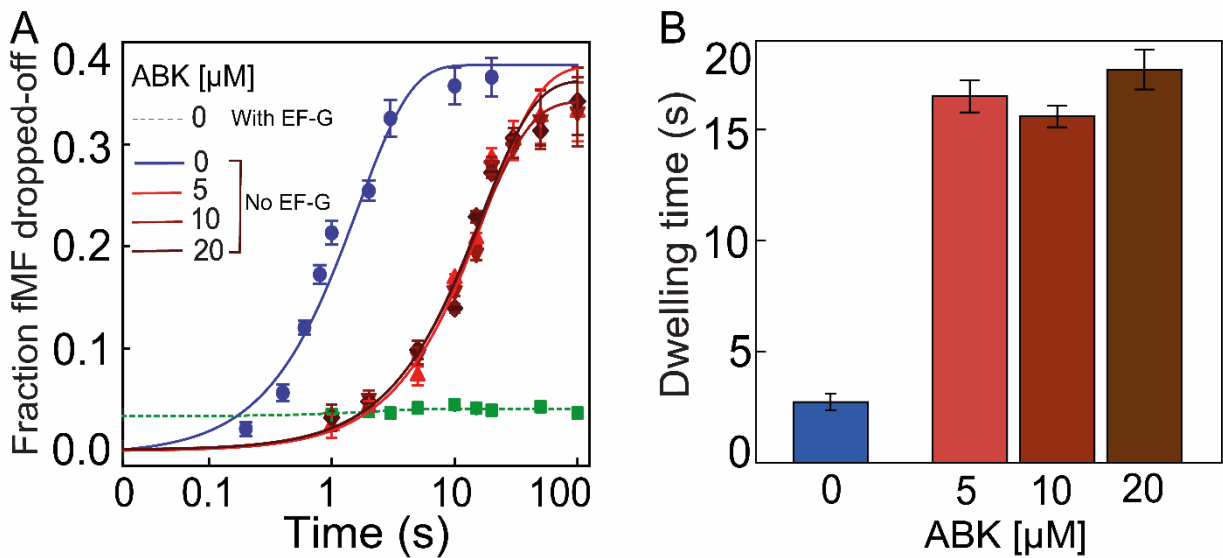 A
Fraction fMF dropped-off
0.4
0.3
0.2
0.1
0.0
ABK [µM]
0 With EF-G
0
5
10
20
No EF-G
0 0.1 1 10 100
Time (s)
B
Dwelling time (s)
20
15
10
5
0
0 5 10 20
ABK [µM]